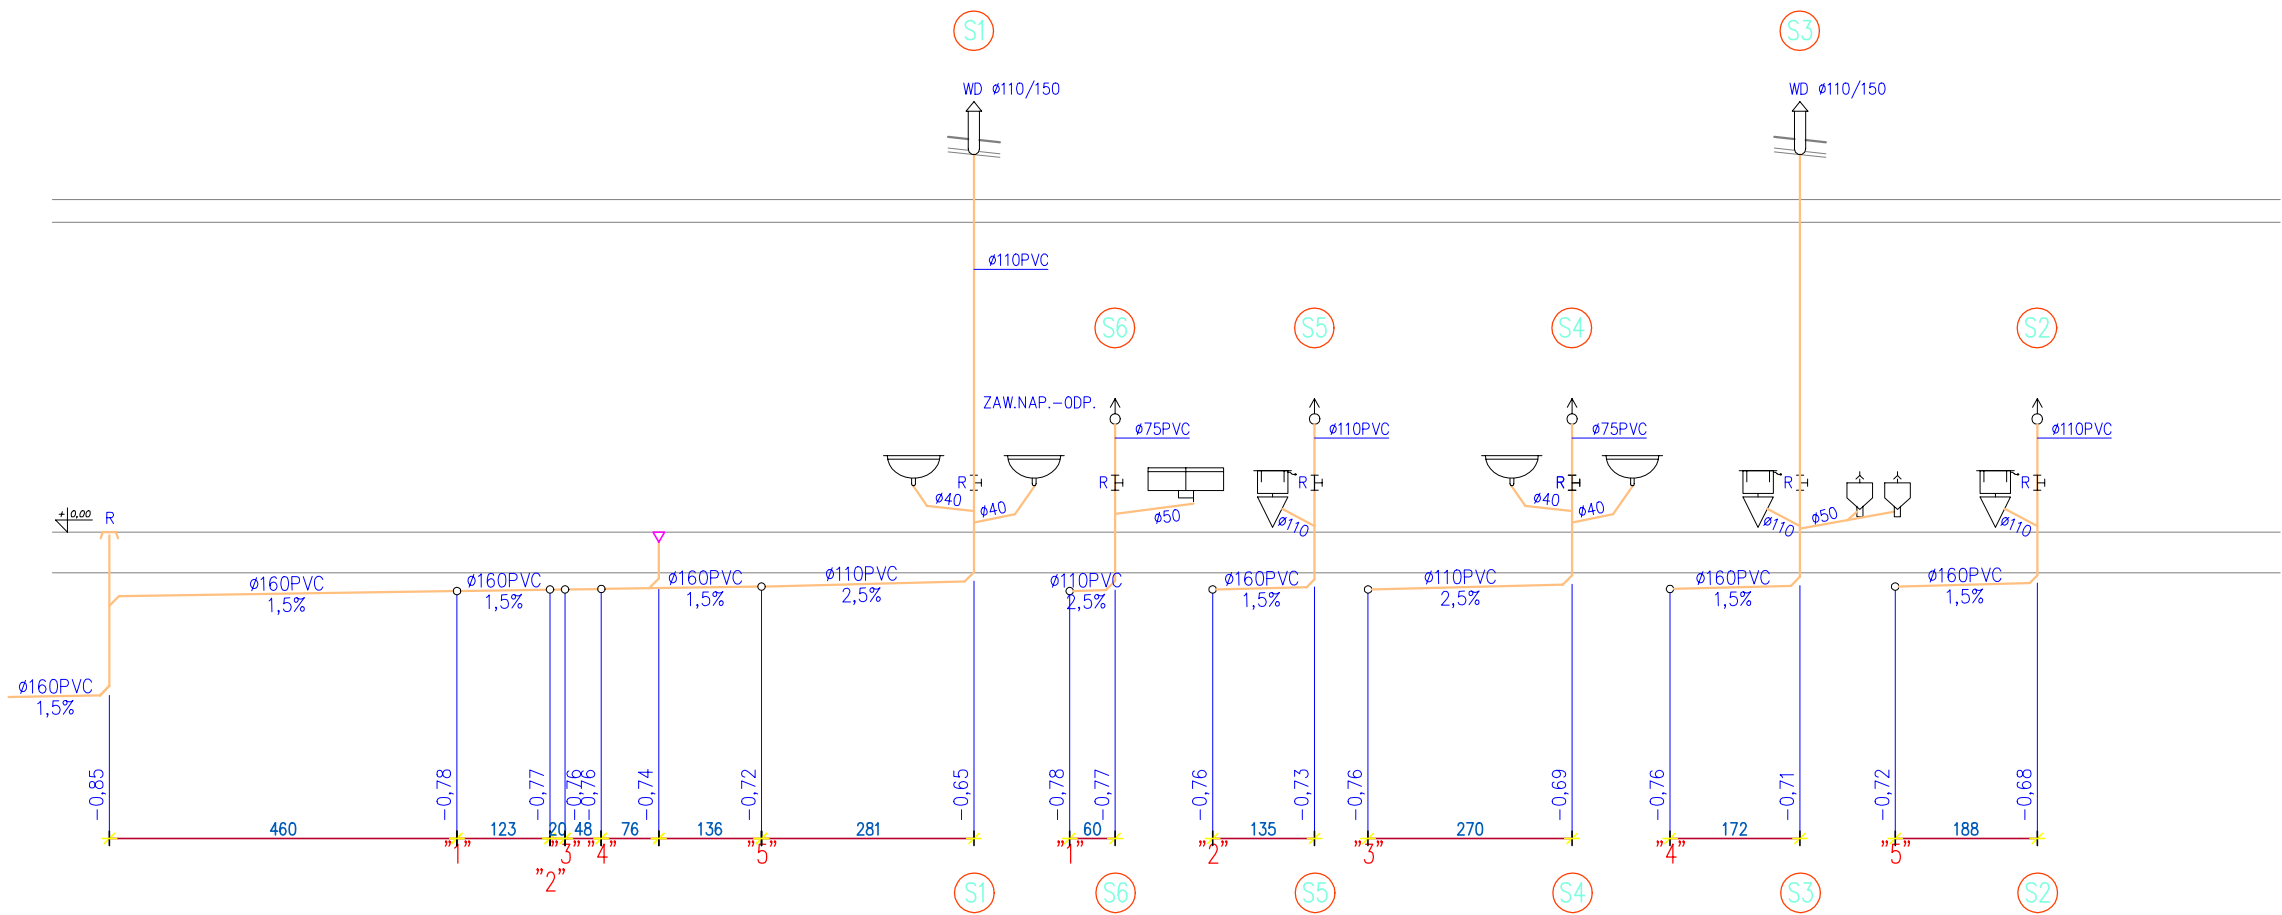 S1 S3
WD ø110/150 WD ø110/150
ø110PVC
S6 S5 S4 S2
ZAW.NAP.-ODP.
ø75PVC ø110PVC ø75PVC ø110PVC
R R R R R R
ø40 ø40 ø50 ø110 ø40 ø40 ø110 ø50 ø110
+0,00 R
ø160PVC ø160PVC ø160PVC ø110PVC ø110PVC ø160PVC ø110PVC ø160PVC ø160PVC
1,5% 1,5% 1,5% 2,5% 2,5% 1,5% 2,5% 1,5% 1,5%
ø160PVC
1,5%
-0,85 -0,78 -0,77 -0,76 -0,76 -0,74 -0,72 -0,65 -0,78 -0,77 -0,76 -0,73 -0,76 -0,69 -0,76 -0,71 -0,72 -0,68
460 123 20 48 76 136 281 60 135 270 172 188
"1" "3" "4" "5" "1" "2" "3" "4" "5"
"2"
S1 S6 S5 S4 S3 S2